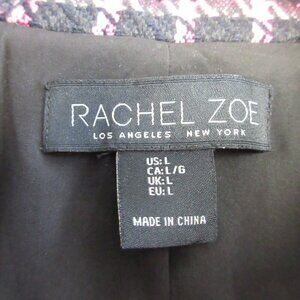 RACHEL ZOE
LOS ANGELES NEW YORK
US: L
CA: L/G
UK: L
EU: L
MADE IN CHINA